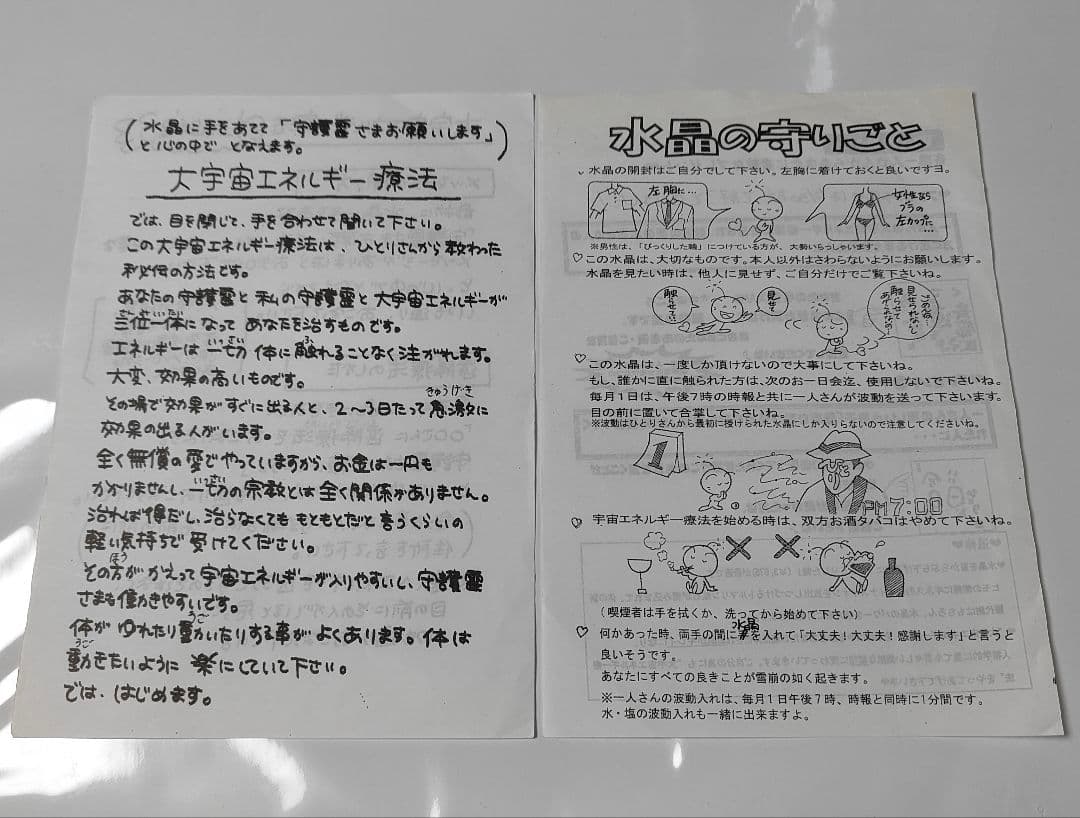 (水晶に手をあてて「守護霊さまお願いします」
と心の中で となえます。)
大宇宙エネルギー療法
では、目を閉じて、手を合わせて聞いて下さい。
この大宇宙エネルギー療法は、ひとりさんから教わった
秘伝の方法です。
あなたの守護霊と私の守護霊と大宇宙エネルギーが
三位一体になって あなたを治すものです。
エネルギーは一切 体に触れることなく注がれます。
大変、効果の高いものです。
その場で効果がすぐに出る人と、2〜3日たって急激に
効果の出る人がいます。
全く無償の愛でやっていますから、お金は一円も
かかりませんし、一切の宗教とは全く関係がありません。
治れば得だし、治らなくても もともとだと言うくらいの
軽い気持ちで 受けてください。
その方が かえって宇宙エネルギーが入りやすいし、守護霊
さまも働きやすいです。
体が ゆれたり動いたりする事が よくあります。体は
動きたいように 楽にしていて下さい。
では、はじめます。
水晶の守りごと
水晶の開封はご自分でして下さい。左胸に着けておくと良いですヨ。
左胸に…
女性なら
ブラの
左カップに…
※男性は、「びっくりした輪」につけている方が、大勢いらっしゃいます。
♡この水晶は、大切なものです。本人以外はさわらないようにお願いします。
水晶を見たい時は、他人に見せず、ご自分だけでご覧下さいね。
触らせて!
見せて
ごめんね…
見せられないし
触らせて
あげられないの!
♡この水晶は、一度しか頂けないので大事にして下さいね。
もし、誰かに直に触られた方は、次のお一日会迄、使用しないで下さいね。
毎月1日は、午後7時の時報と共に一人さんが波動を送って下さいます。
目の前に置いて合掌して下さいね。
※波動はひとりさんから最初に授けられた水晶にしか入りらないので注意してくださいね。
1
PM7:00
♡宇宙エネルギー療法を始める時は、双方お酒タバコはやめて下さいね。
(喫煙者は手を拭くか、洗ってから始めて下さい)
♡何かあった時、両手の間に水晶を入れて「大丈夫!大丈夫!感謝します」と言うと
良いそうです。
あなたにすべての良きことが雪崩の如く起きます。
※一人さんの波動入れは、毎月1日午後7時、時報と同時に1分間です。
水・塩の波動入れも一緒に出来ますよ。